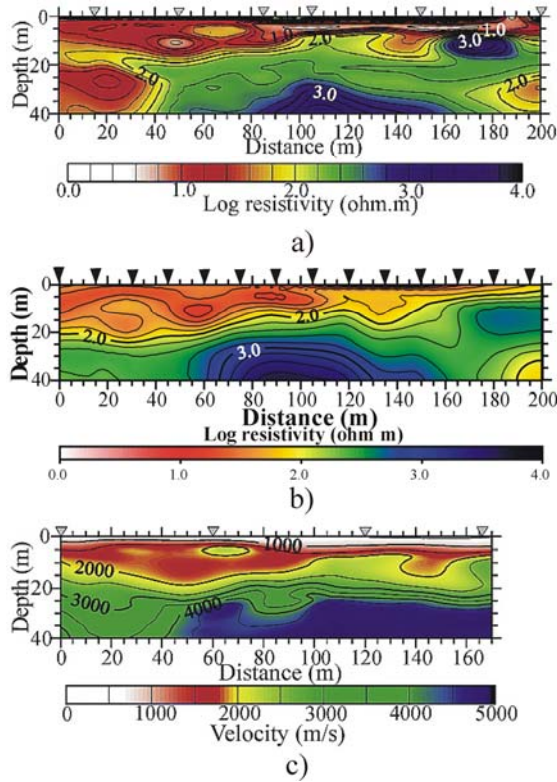 1.0
2.0
3.0
1.0
2.0
3.0
2.0
0
20
40
Depth (m)
0 20 40 60 80 100 120 140 160 180 200
Distance (m)
0.0 1.0 2.0 3.0 4.0
Log resistivity (ohm.m)
a)
0
20
40
Depth (m)
2.0
2.0
3.0
0 20 40 60 80 100 120 140 160 180 200
Distance (m)
Log resistivity (ohm m)
0.0 1.0 2.0 3.0 4.0
b)
0
20
40
Depth (m)
1000
2000
3000
4000
0 20 40 60 80 100 120 140 160
Distance (m)
0 1000 2000 3000 4000 5000
Velocity (m/s)
c)